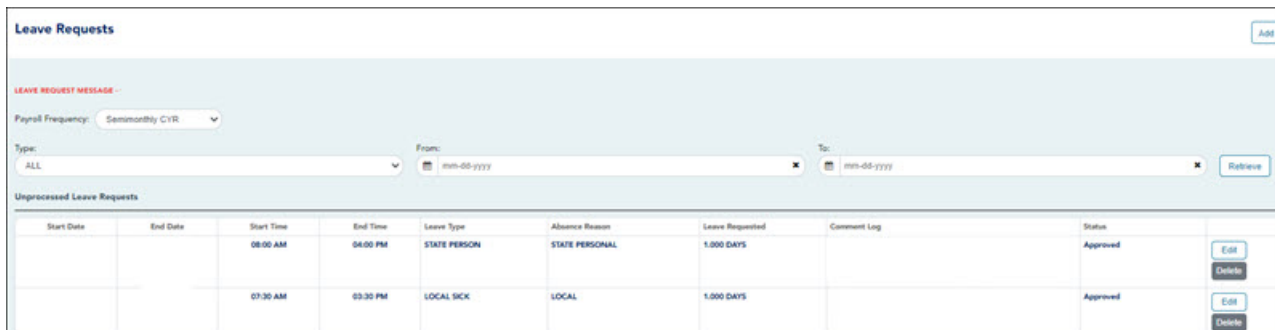 Leave Requests
Add
LEAVE REQUEST MESSAGE -
Payroll Frequency: Semimonthly CYR
Type: From: To:
ALL mm-dd-yyyy mm-dd-yyyy Retrieve
Unprocessed Leave Requests
Start Date End Date Start Time End Time Leave Type Absence Reason Leave Requested Comment Log Status
08:00 AM 04:00 PM STATE PERSON STATE PERSONAL 1.000 DAYS Approved Edit
Delete
07:30 AM 03:30 PM LOCAL SICK LOCAL 1.000 DAYS Approved Edit
Delete